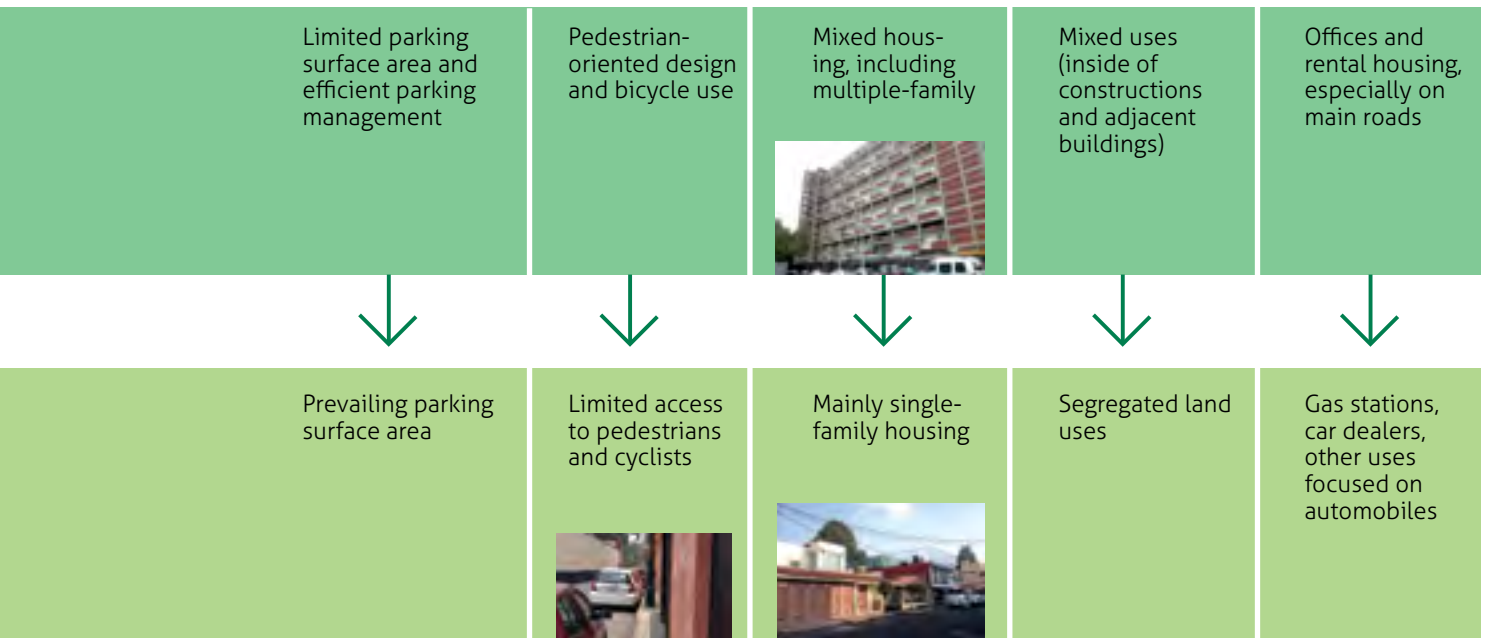 Limited parking
surface area and
efficient parking
management
Pedestrian-
oriented design
and bicycle use
Mixed hous-
ing, including
multiple-family
Mixed uses
(inside of
constructions
and adjacent
buildings)
Offices and
rental housing,
especially on
main roads
Prevailing parking
surface area
Limited access
to pedestrians
and cyclists
Mainly single-
family housing
Segregated land
uses
Gas stations,
car dealers,
other uses
focused on
automobiles